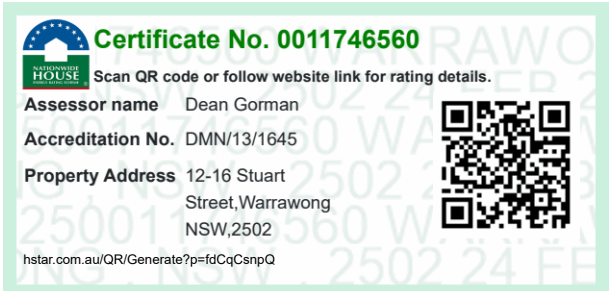 Certificate No. 0011746560
NATIONWIDE
HOUSE
Scan QR code or follow website link for rating details.
Assessor name Dean Gorman
Accreditation No. DMN/13/1645
Property Address 12-16 Stuart
Street,Warrawong
NSW,2502
hstar.com.au/QR/Generate?p=fdCqCsnpQ